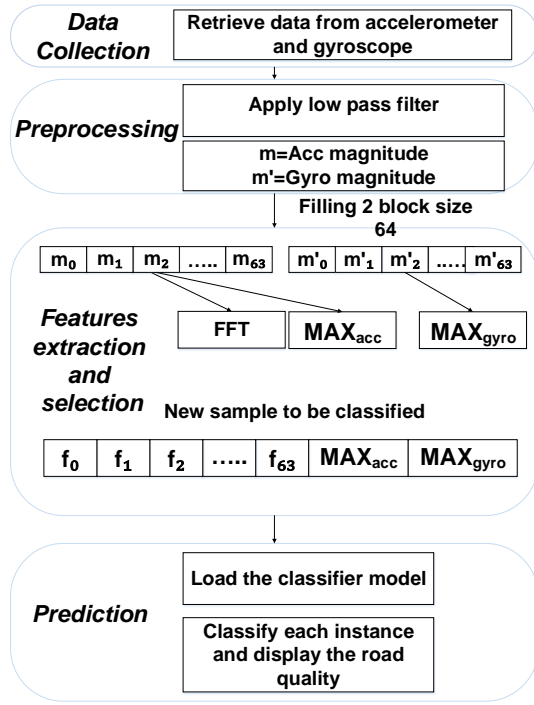 Data
Collection
Retrieve data from accelerometer
and gyroscope
Preprocessing
Apply low pass filter
m=Acc magnitude
m'=Gyro magnitude
Filling 2 block size
64
m0 m1 m2 ..... m63
m'0 m'1 m'2 ..... m'63
Features
extraction
and
selection
FFT
MAXacc
MAXgyro
New sample to be classified
f0 f1 f2 ..... f63 MAXacc MAXgyro
Prediction
Load the classifier model
Classify each instance
and display the road
quality